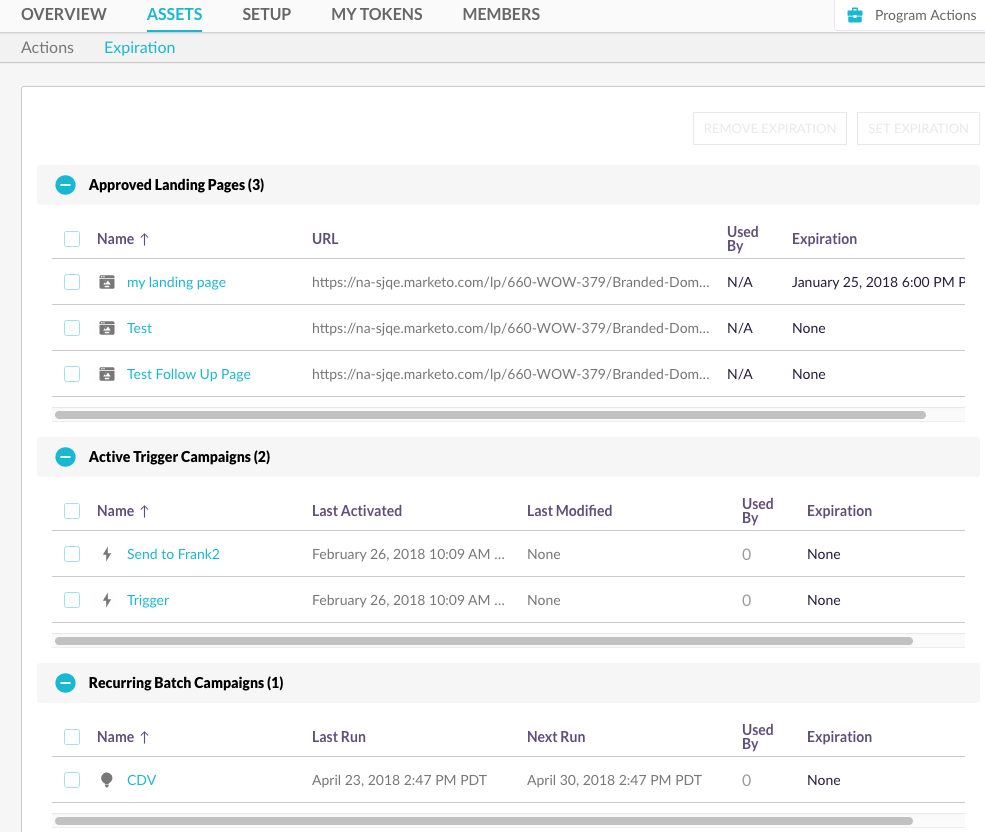 OVERVIEW ASSETS SETUP MY TOKENS MEMBERS Program Actions
Actions Expiration
REMOVE EXPIRATION SET EXPIRATION
Approved Landing Pages (3)
Name ↑ URL Used By Expiration
my landing page https://na-sjqe.marketo.com/lp/660-WOW-379/Branded-Dom... N/A January 25, 2018 6:00 PM P
Test https://na-sjqe.marketo.com/lp/660-WOW-379/Branded-Dom... N/A None
Test Follow Up Page https://na-sjqe.marketo.com/lp/660-WOW-379/Branded-Dom... N/A None
Active Trigger Campaigns (2)
Name ↑ Last Activated Last Modified Used By Expiration
Send to Frank2 February 26, 2018 10:09 AM ... None 0 None
Trigger February 26, 2018 10:09 AM ... None 0 None
Recurring Batch Campaigns (1)
Name ↑ Last Run Next Run Used By Expiration
CDV April 23, 2018 2:47 PM PDT April 30, 2018 2:47 PM PDT 0 None